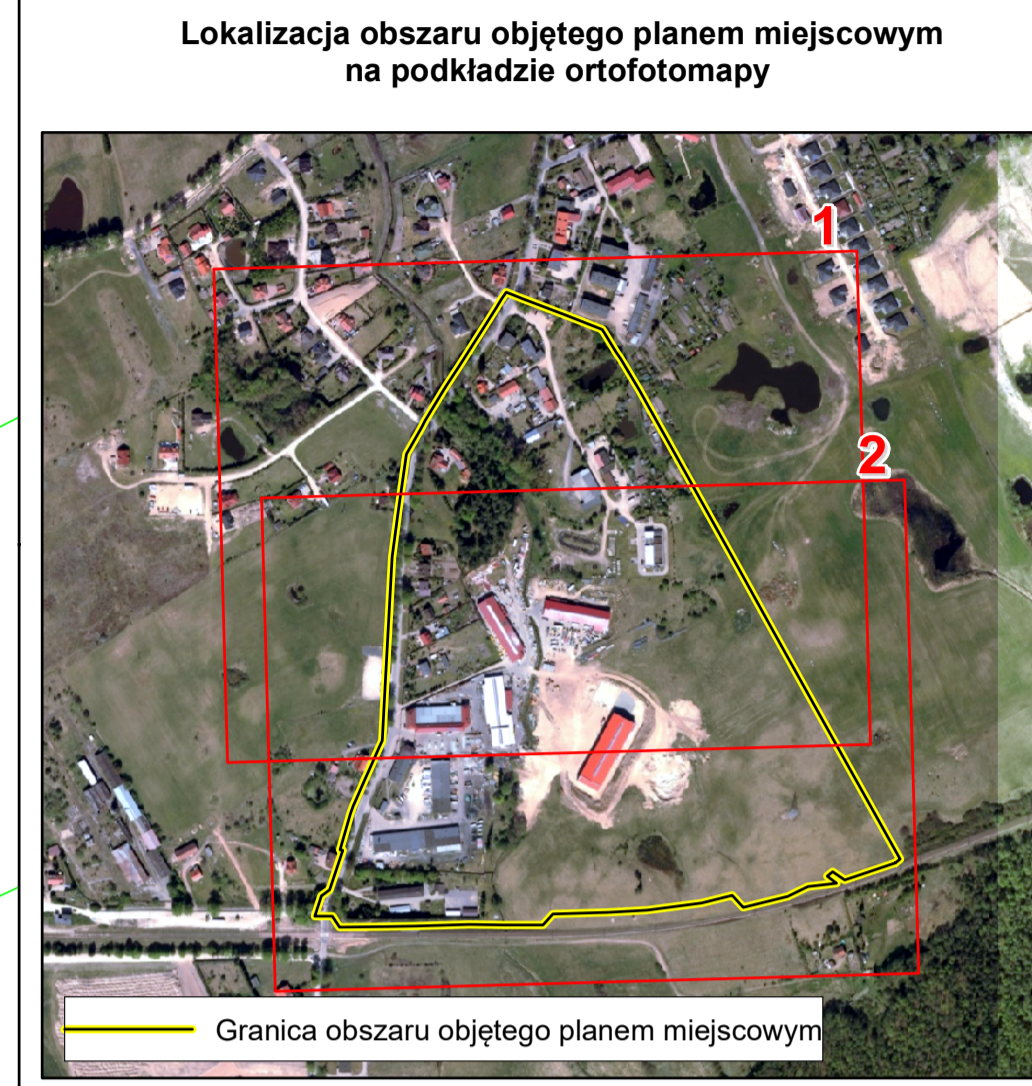 Lokalizacja obszaru objętego planem miejscowym
na podkładzie ortofotomapy
1
2
Granica obszaru objętego planem miejscowym